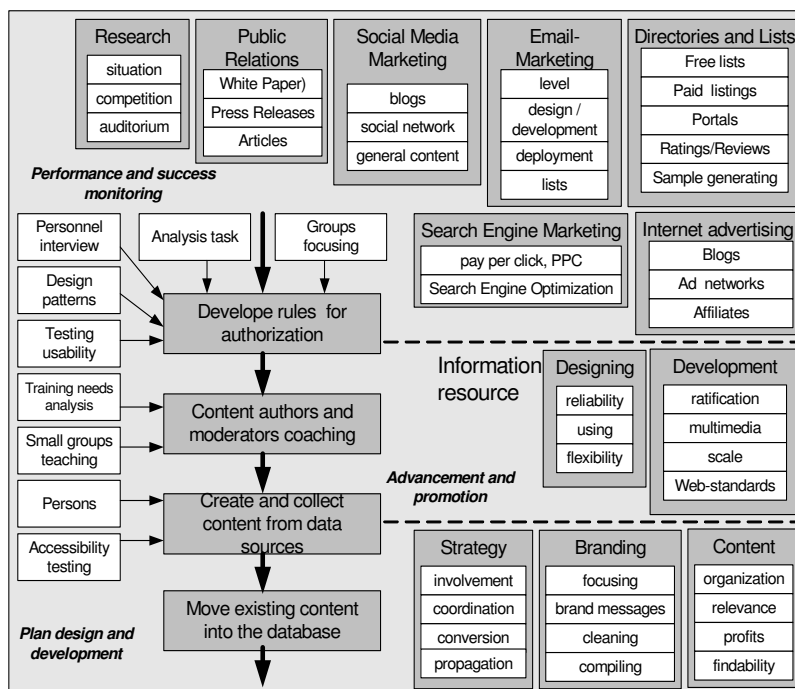 Research
situation
competition
auditorium
Public
Relations
White Paper)
Press Releases
Articles
Social Media
Marketing
blogs
social network
general content
Email-
Marketing
level
design /
development
deployment
lists
Directories and Lists
Free lists
Paid listings
Portals
Ratings/Reviews
Sample generating
Performance and success
monitoring
Personnel
interview
Analysis task
Groups
focusing
Search Engine Marketing
pay per click, PPC
Search Engine Optimization
Internet advertising
Blogs
Ad networks
Affiliates
Design
patterns
Testing
usability
Develope rules for
authorization
Information
resource
Designing
reliability
using
flexibility
Development
ratification
multimedia
scale
Web-standards
Training needs
analysis
Small groups
teaching
Content authors and
moderators coaching
Advancement and
promotion
Persons
Accessibility
testing
Create and collect
content from data
sources
Strategy
involvement
coordination
conversion
propagation
Branding
focusing
brand messages
cleaning
compiling
Content
organization
relevance
profits
findability
Move existing content
into the database
Plan design and
development